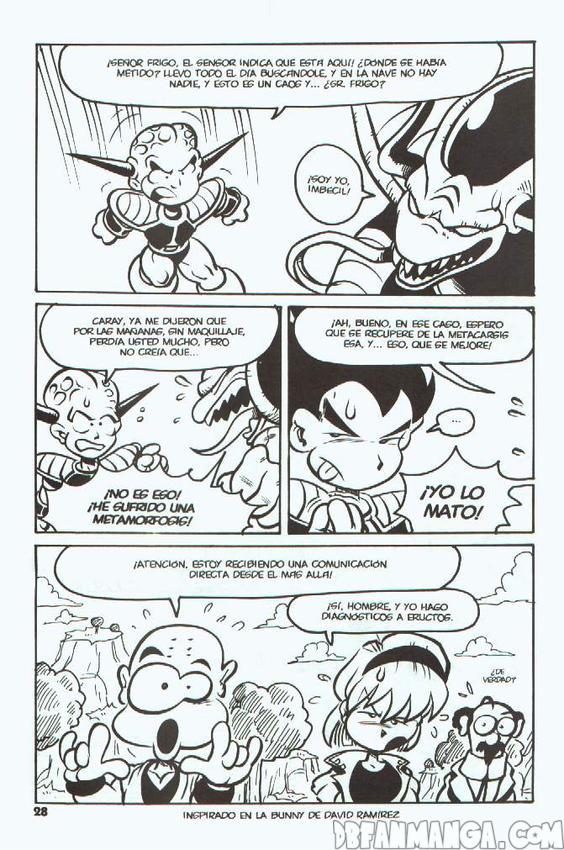 ¡SEÑOR FRIGO, EL SENSOR INDICA QUE ESTÁ AQUÍ! ¿DÓNDE SE HABÍA
METIDO? LLEVO TODO EL DÍA BUSCÁNDOLE, Y EN LA NAVE NO HAY
NADIE, Y ESTO ES UN CAOS Y... ¿SR. FRIGO?
¡SOY YO,
IMBÉCIL!
CARAY, YA ME DIJERON QUE
POR LAS MAÑANAS, SIN MAQUILLAJE,
PERDÍA USTED MUCHO, PERO
NO CREÍA QUE...
¡NO ES ESO!
¡HE SUFRIDO UNA
METAMORFOSIS!
¡AH, BUENO, EN ESE CASO, ESPERO
QUE SE RECUPERE DE LA METACARSIS
ESA, Y... ESO, QUE SE MEJORE!
...
¡YO LO
MATO!
¡ATENCIÓN, ESTOY RECIBIENDO UNA COMUNICACIÓN
DIRECTA DESDE EL MÁS ALLÁ!
¡SÍ, HOMBRE, Y YO HAGO
DIAGNÓSTICOS A ERUCTOS.
¿DE
VERDAD?
28
INSPIRADO EN LA BUNNY DE DAVID RAMÍREZ
DBFANMANGA.COM